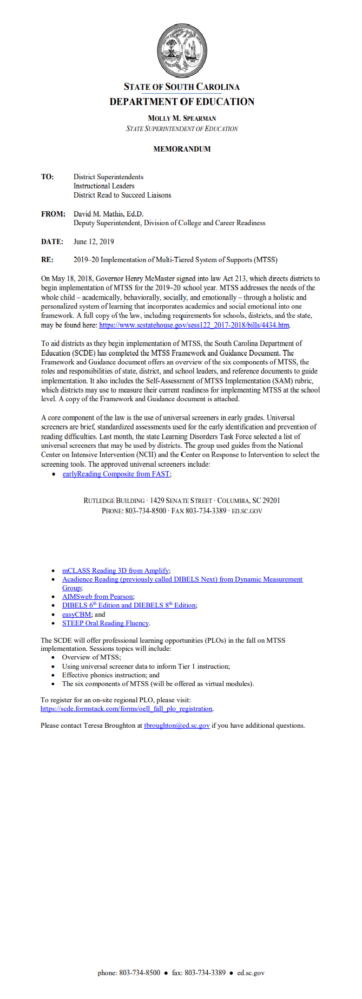 STATE OF SOUTH CAROLINA
DEPARTMENT OF EDUCATION
MOLLY M. SPEARMAN
STATE SUPERINTENDENT OF EDUCATION
MEMORANDUM
TO: District Superintendents
Instructional Leaders
District Read to Succeed Liaisons
FROM: David M. Mathis, Ed.D.
Deputy Superintendent, Division of College and Career Readiness
DATE: June 12, 2019
RE: 2019–20 Implementation of Multi-Tiered System of Supports (MTSS)
On May 18, 2018, Governor Henry McMaster signed into law Act 213, which directs districts to
begin implementation of MTSS for the 2019–20 school year. MTSS addresses the needs of the
whole child – academically, behaviorally, socially, and emotionally – through a holistic and
personalized system of learning that incorporates academics and social emotional into one
framework. A full copy of the law, including requirements for schools, districts, and the state,
may be found here: https://www.scstatehouse.gov/sess122_2017-2018/bills/4434.htm.
To aid districts as they begin implementation of MTSS, the South Carolina Department of
Education (SCDE) has completed the MTSS Framework and Guidance Document. The
Framework and Guidance document offers an overview of the six components of MTSS, the
roles and responsibilities of state, district, and school leaders, and reference documents to guide
implementation. It also includes the Self-Assessment of MTSS Implementation (SAM) rubric,
which districts may use to measure their current readiness for implementing MTSS at the school
level. A copy of the Framework and Guidance document is attached.
A core component of the law is the use of universal screeners in early grades. Universal
screeners are brief, standardized assessments used for the early identification and prevention of
reading difficulties. Last month, the state Learning Disorders Task Force selected a list of
universal screeners that may be used by districts. The group used guides from the National
Center on Intensive Intervention (NCII) and the Center on Response to Intervention to select the
screening tools. The approved universal screeners include:
• earlyReading Composite from FAST;
RUTLEDGE BUILDING · 1429 SENATE STREET · COLUMBIA, SC 29201
PHONE: 803-734-8500 · FAX 803-734-3389 · ED.SC.GOV
• mCLASS Reading 3D from Amplify;
• Acadience Reading (previously called DIBELS Next) from Dynamic Measurement
Group;
• AIMSweb from Pearson;
• DIBELS 6th Edition and DIEBELS 8th Edition;
• easyCBM; and
• STEEP Oral Reading Fluency.
The SCDE will offer professional learning opportunities (PLOs) in the fall on MTSS
implementation. Sessions topics will include:
• Overview of MTSS;
• Using universal screener data to inform Tier 1 instruction;
• Effective phonics instruction; and
• The six components of MTSS (will be offered as virtual modules).
To register for an on-site regional PLO, please visit:
https://scde.formstack.com/forms/oell_fall_plo_registration.
Please contact Teresa Broughton at tbroughton@ed.sc.gov if you have additional questions.
phone: 803-734-8500 ● fax: 803-734-3389 ● ed.sc.gov